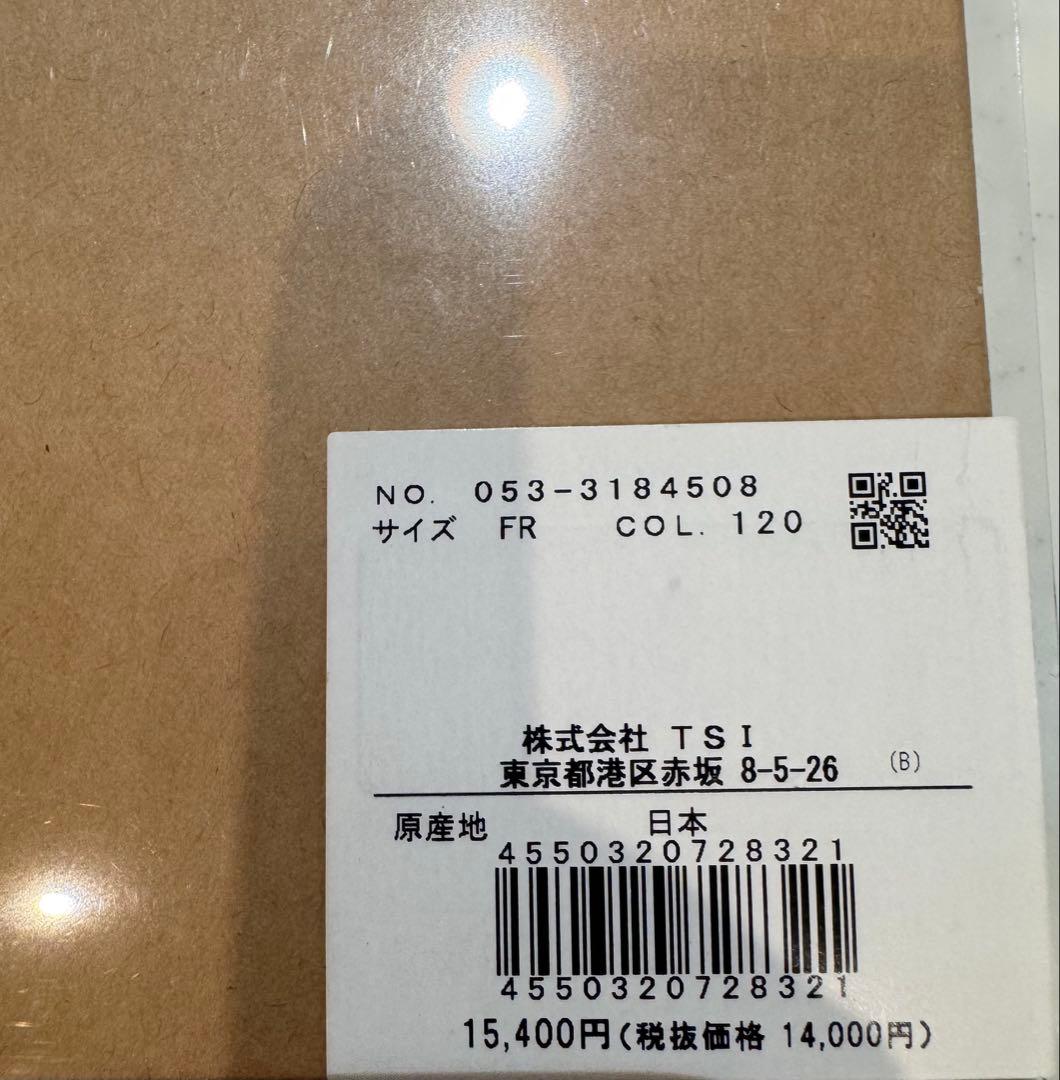 NO. 053-3184508
サイズ FR COL. 120
株式会社 TSI
東京都港区赤坂 8-5-26 (B)
原産地 日本
4550320728321
4550320728321
15,400円(税抜価格 14,000円)